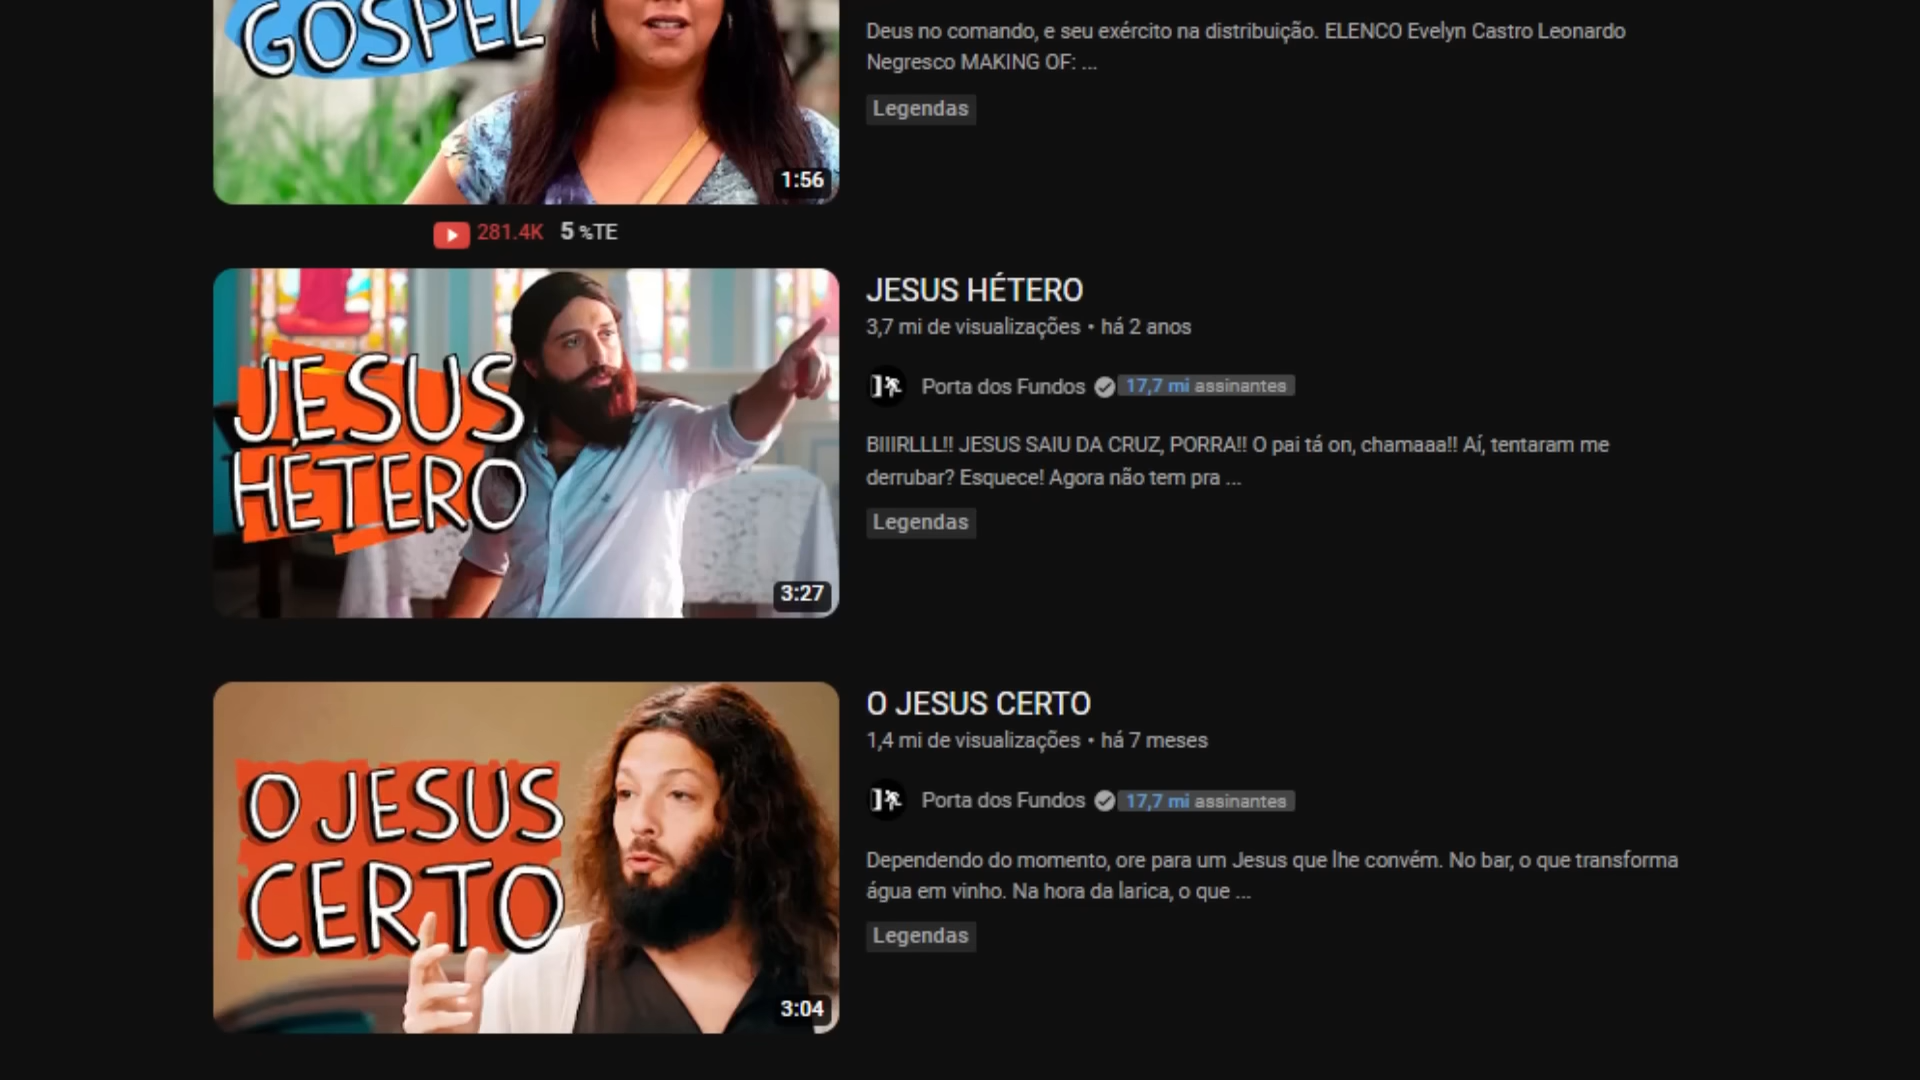 GOSPEL
Deus no comando, e seu exército na distribuição. ELENCO Evelyn Castro Leonardo
Negresco MAKING OF: ...
Legendas
1:56
281.4K 5 %TE
JESUS
HÉTERO
3:27
JESUS HÉTERO
3,7 mi de visualizações • há 2 anos
Porta dos Fundos 17,7 mi assinantes
BIIIRLLL!! JESUS SAIU DA CRUZ, PORRA!! O pai tá on, chamaaa!! Aí, tentaram me
derrubar? Esquece! Agora não tem pra ...
Legendas
O JESUS
CERTO
3:04
O JESUS CERTO
1,4 mi de visualizações • há 7 meses
Porta dos Fundos 17,7 mi assinantes
Dependendo do momento, ore para um Jesus que lhe convém. No bar, o que transforma
água em vinho. Na hora da larica, o que ...
Legendas